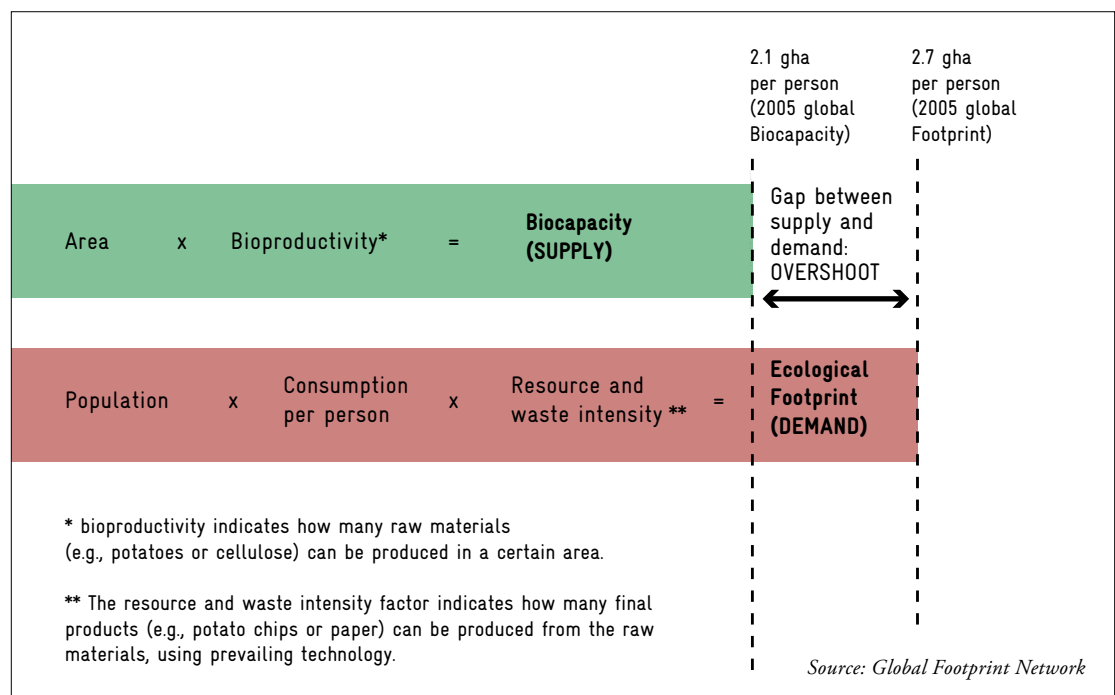 2.1 gha
per person
(2005 global
Biocapacity)
2.7 gha
per person
(2005 global
Footprint)
Area x Bioproductivity* =
Biocapacity
(SUPPLY)
Gap between
supply and
demand:
OVERSHOOT
Population x
Consumption
per person
x
Resource and
waste intensity **
=
Ecological
Footprint
(DEMAND)
* bioproductivity indicates how many raw materials
(e.g., potatoes or cellulose) can be produced in a certain area.
** The resource and waste intensity factor indicates how many final
products (e.g., potato chips or paper) can be produced from the raw
materials, using prevailing technology.
Source: Global Footprint Network